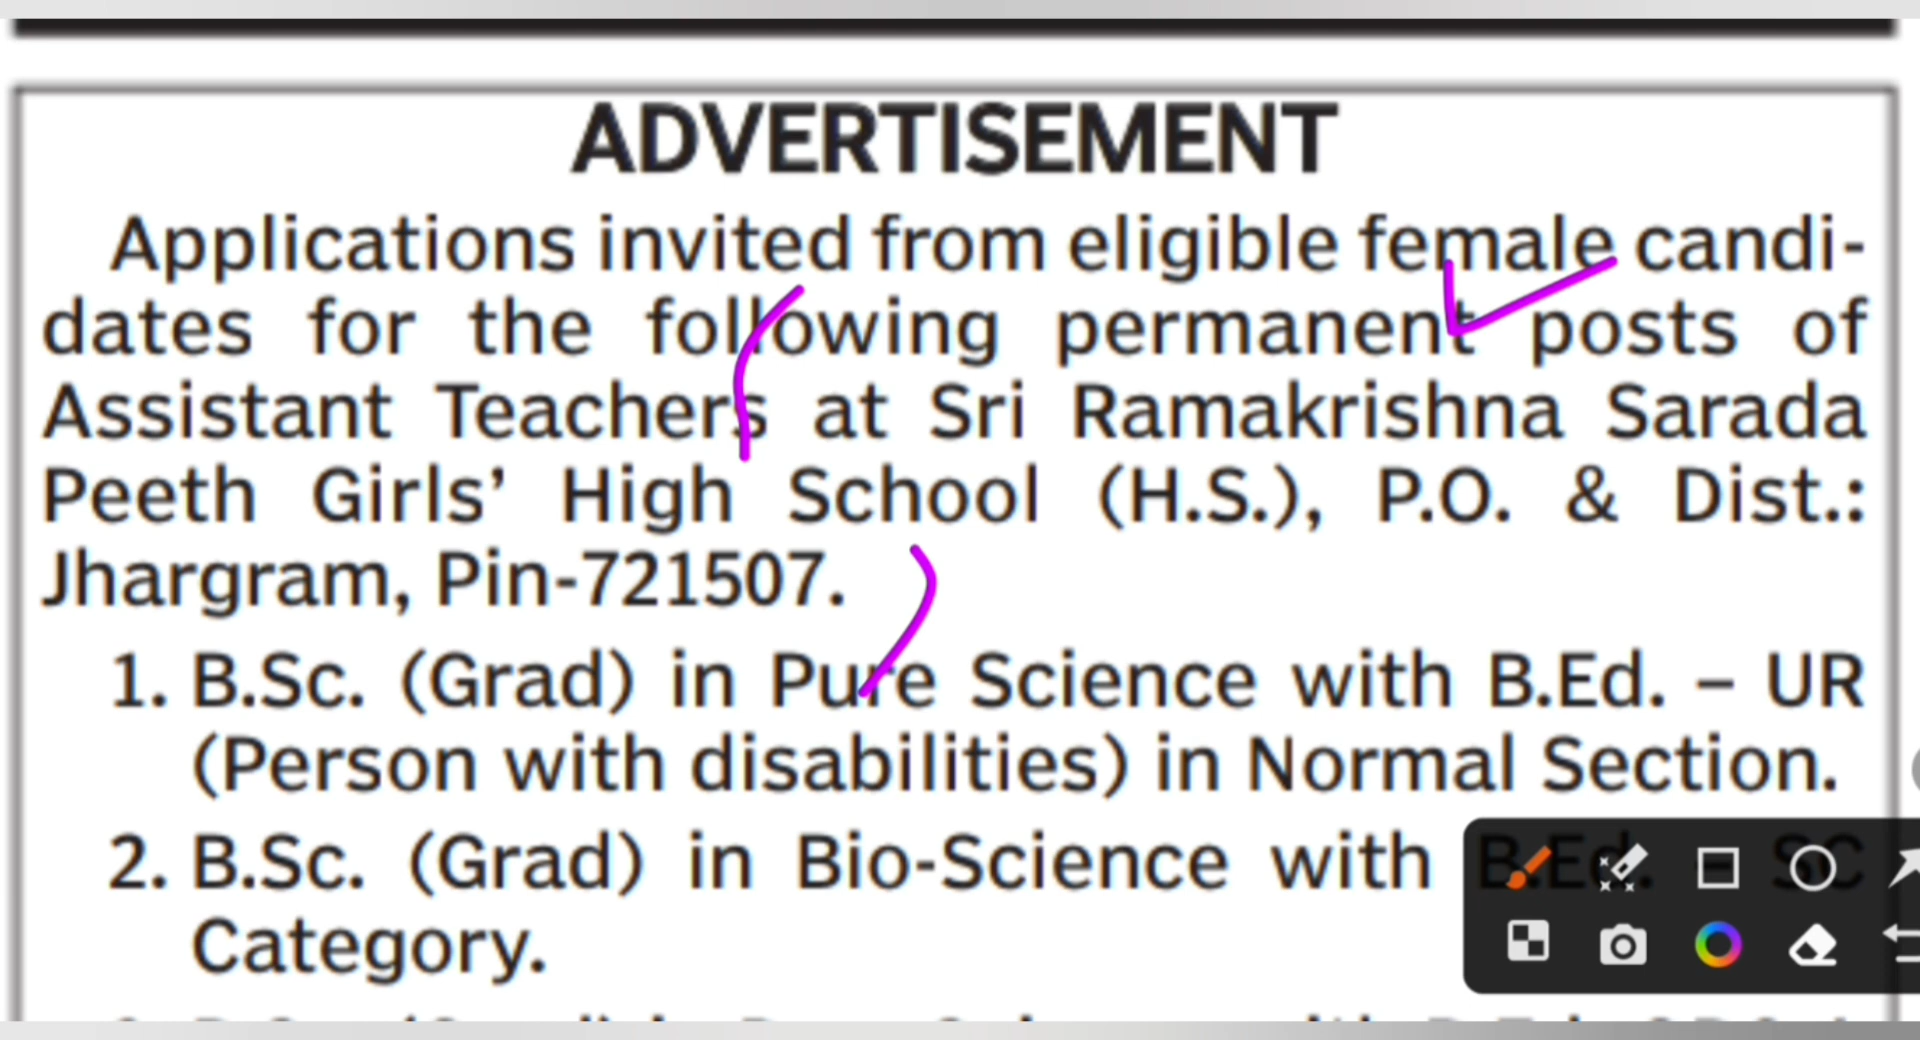 ADVERTISEMENT
Applications invited from eligible female candi-
dates for the following permanent posts of
Assistant Teachers at Sri Ramakrishna Sarada
Peeth Girls’ High School (H.S.), P.O. & Dist.:
Jhargram, Pin-721507.
1. B.Sc. (Grad) in Pure Science with B.Ed. – UR
(Person with disabilities) in Normal Section.
2. B.Sc. (Grad) in Bio-Science with B.Ed. – SC
Category.